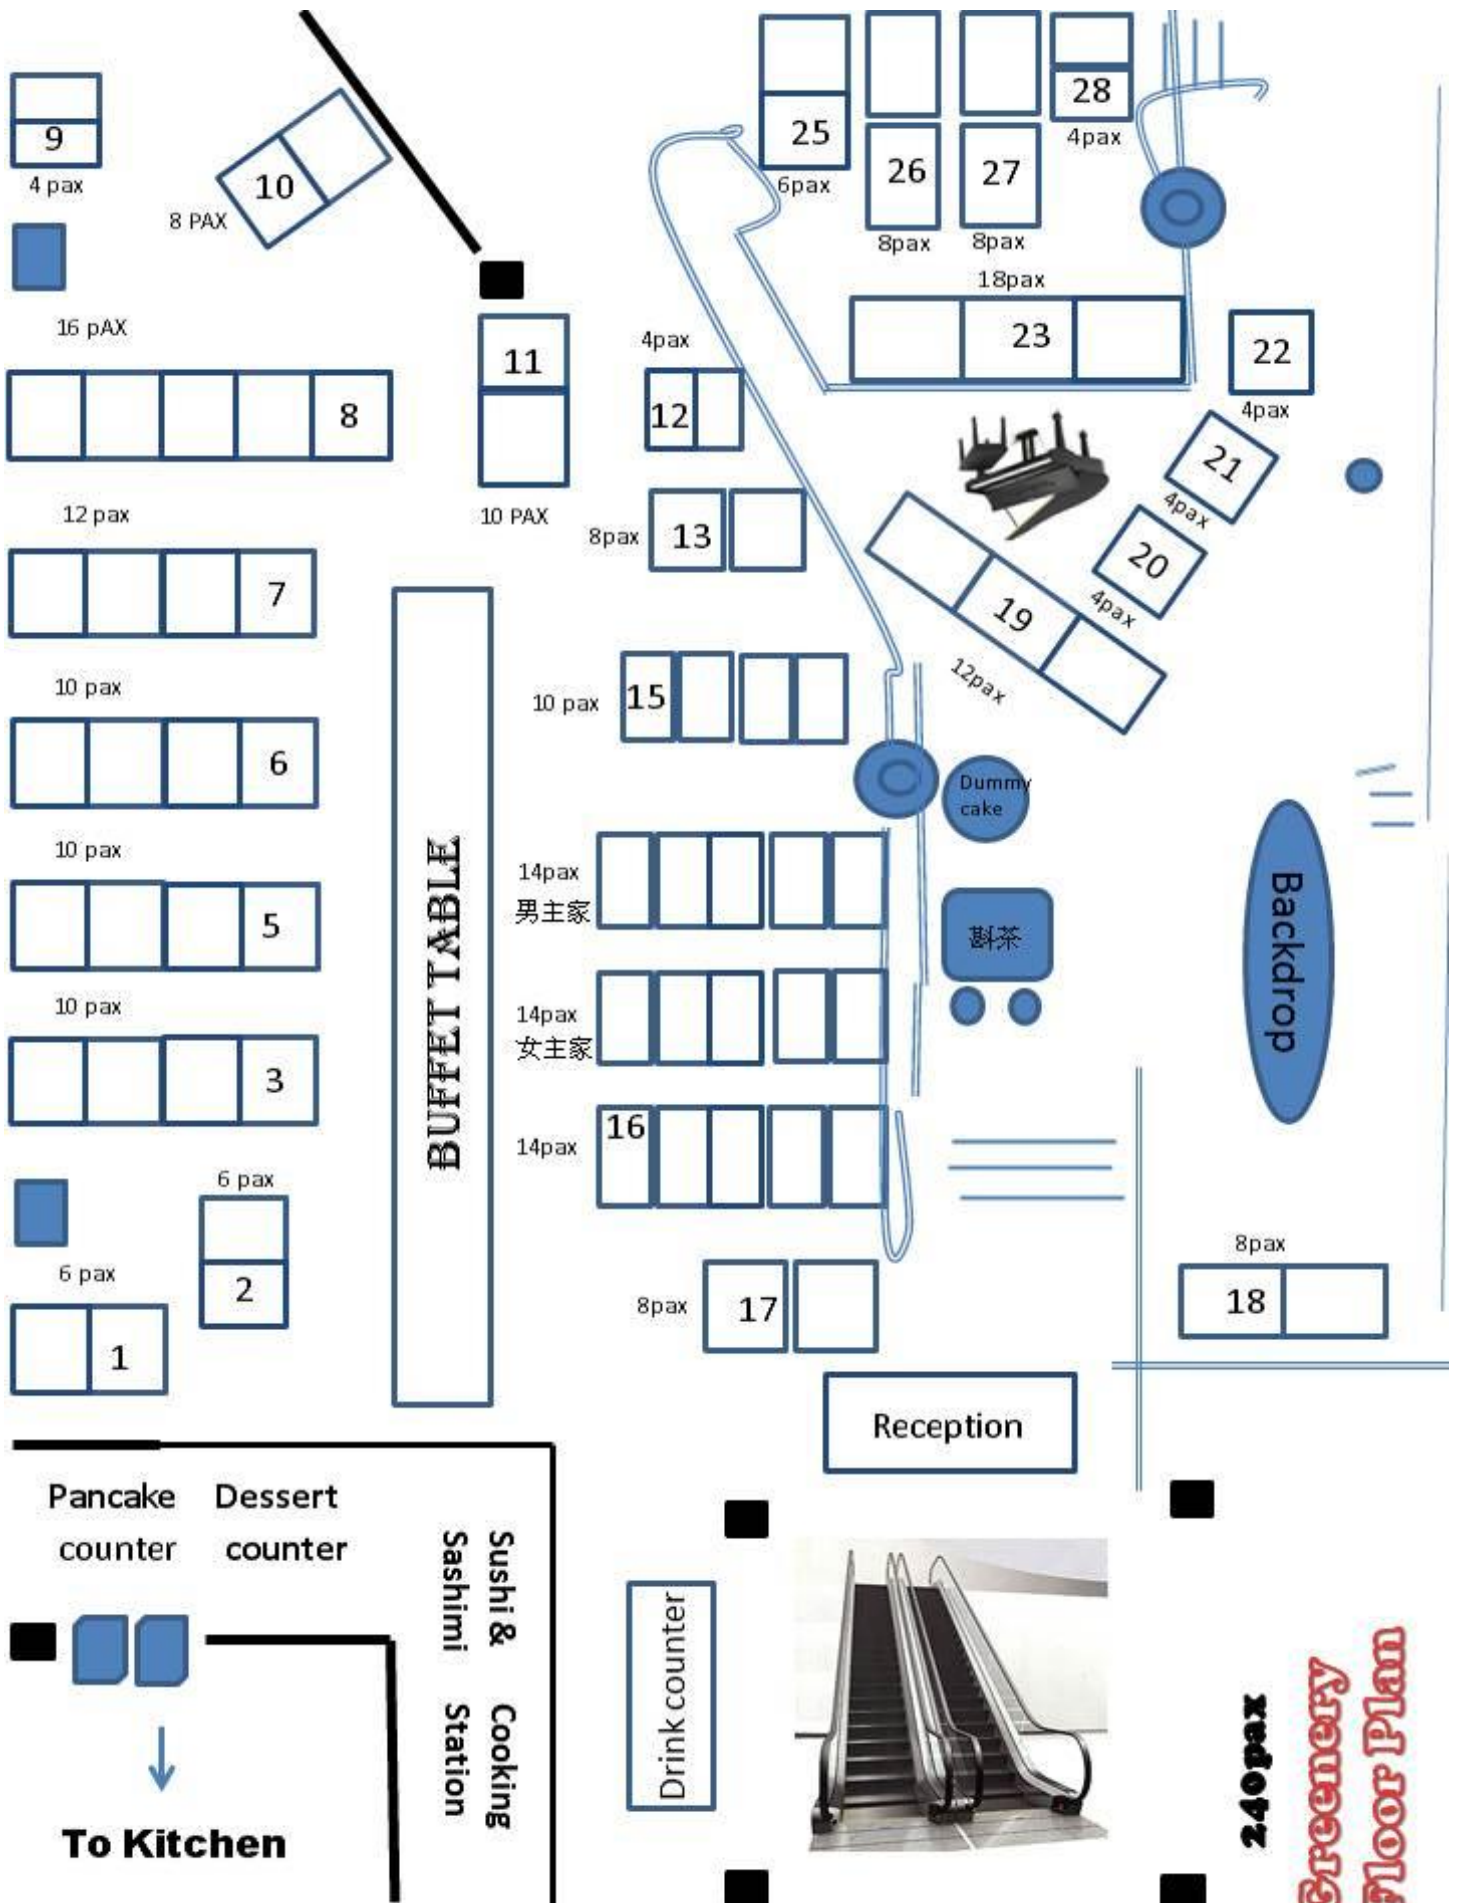 9
4 pax
10
8 PAX
25
6pax
26
8pax
27
8pax
28
4pax
16 pAX
8
11
10 PAX
4pax
12
18pax
23
22
4pax
21
4pax
20
4pax
19
12pax
12 pax
7
8pax
13
10 pax
6
10 pax
15
Dummy
cake
10 pax
5
14pax
男主家
斟茶
Backdrop
BUFFET TABLE
10 pax
3
14pax
女主家
14pax
16
6 pax
2
6 pax
1
8pax
17
8pax
18
Reception
Pancake
counter
Dessert
counter
Sushi &
Sashimi
Cooking
Station
Drink counter
To Kitchen
240pax
Greenery
Floor Plan